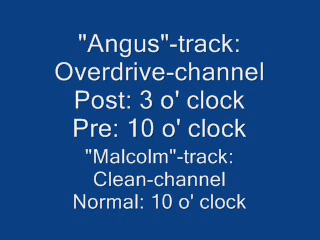 "Angus"-track:
Overdrive-channel
Post: 3 o' clock
Pre: 10 o' clock
"Malcolm"-track:
Clean-channel
Normal: 10 o' clock